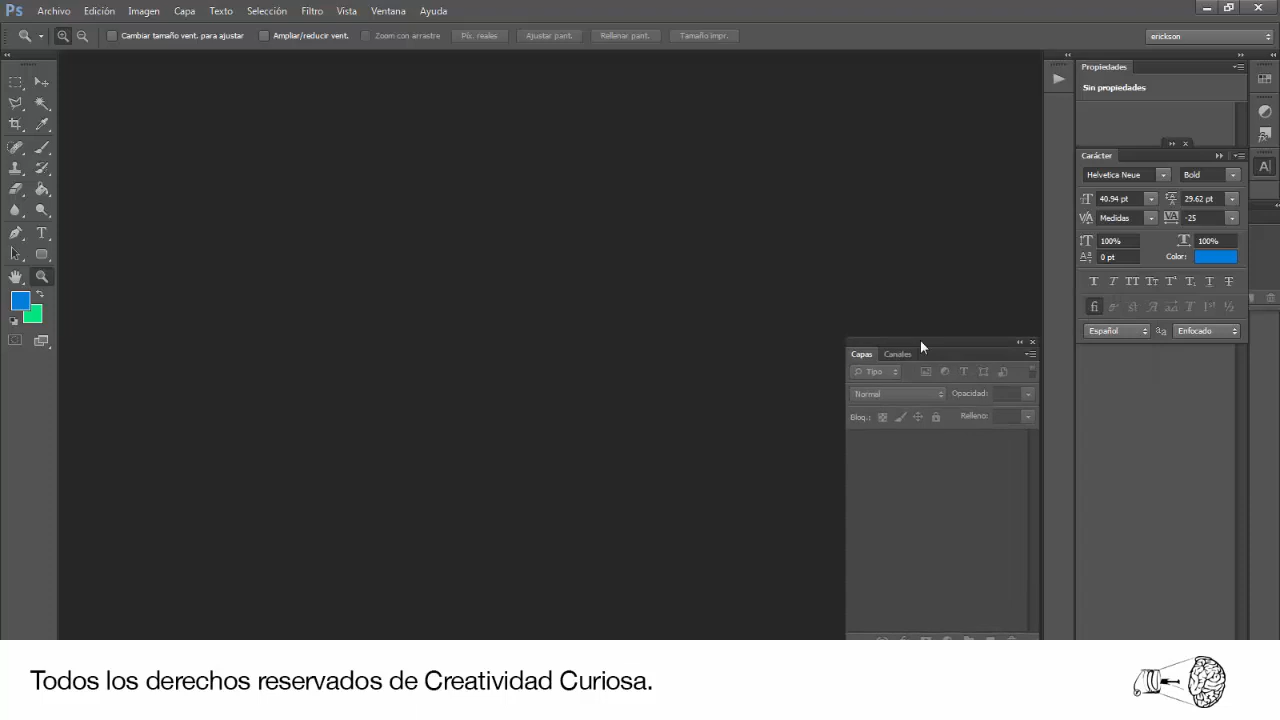 Ps Archivo Edición Imagen Capa Texto Selección Filtro Vista Ventana Ayuda
Cambiar tamaño vent. para ajustar Ampliar/reducir vent. Zoom con arrastre Píx. reales Ajustar pant. Rellenar pant. Tamaño impr. erickson
Propiedades
Sin propiedades
Carácter
Helvetica Neue Bold
40.94 pt 29.62 pt
Medidas -25
100% 100%
0 pt Color:
Español Enfocado
Capas Canales
Tipo
Normal Opacidad:
Bloq.: Relleno:
Todos los derechos reservados de Creatividad Curiosa.